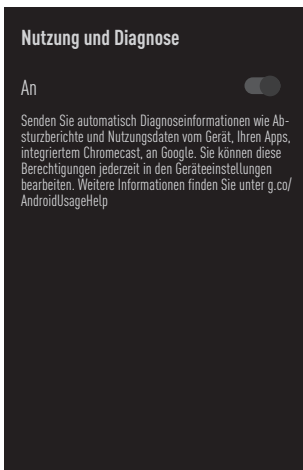 Nutzung und Diagnose
An
Senden Sie automatisch Diagnoseinformationen wie Ab-
sturzberichte und Nutzungsdaten vom Gerät, Ihren Apps,
integriertem Chromecast, an Google. Sie können diese
Berechtigungen jederzeit in den Geräteeinstellungen
bearbeiten. Weitere Informationen finden Sie unter g.co/
AndroidUsageHelp